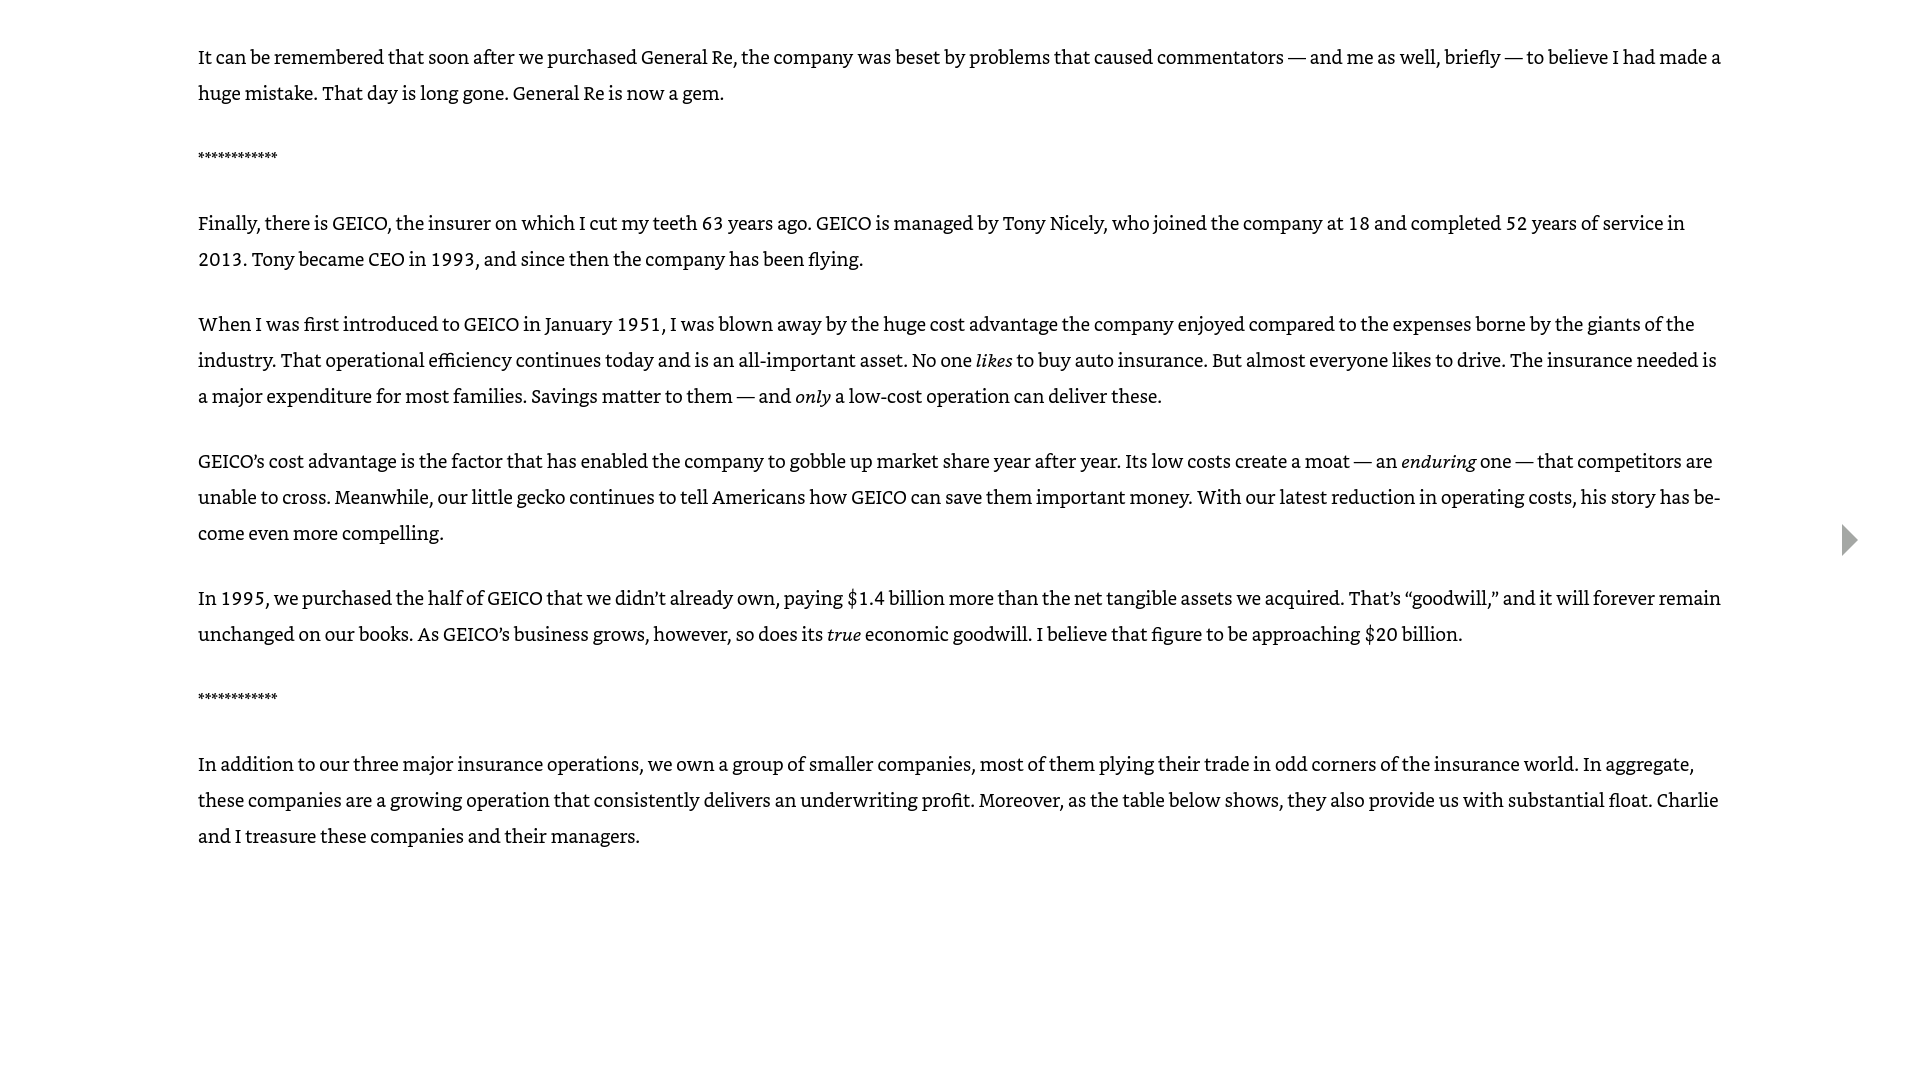 It can be remembered that soon after we purchased General Re, the company was beset by problems that caused commentators — and me as well, briefly — to believe I had made a
huge mistake. That day is long gone. General Re is now a gem.
************
Finally, there is GEICO, the insurer on which I cut my teeth 63 years ago. GEICO is managed by Tony Nicely, who joined the company at 18 and completed 52 years of service in
2013. Tony became CEO in 1993, and since then the company has been flying.
When I was first introduced to GEICO in January 1951, I was blown away by the huge cost advantage the company enjoyed compared to the expenses borne by the giants of the
industry. That operational efficiency continues today and is an all-important asset. No one likes to buy auto insurance. But almost everyone likes to drive. The insurance needed is
a major expenditure for most families. Savings matter to them — and only a low-cost operation can deliver these.
GEICO’s cost advantage is the factor that has enabled the company to gobble up market share year after year. Its low costs create a moat — an enduring one — that competitors are
unable to cross. Meanwhile, our little gecko continues to tell Americans how GEICO can save them important money. With our latest reduction in operating costs, his story has be-
come even more compelling.
In 1995, we purchased the half of GEICO that we didn’t already own, paying $1.4 billion more than the net tangible assets we acquired. That’s “goodwill,” and it will forever remain
unchanged on our books. As GEICO’s business grows, however, so does its true economic goodwill. I believe that figure to be approaching $20 billion.
************
In addition to our three major insurance operations, we own a group of smaller companies, most of them plying their trade in odd corners of the insurance world. In aggregate,
these companies are a growing operation that consistently delivers an underwriting profit. Moreover, as the table below shows, they also provide us with substantial float. Charlie
and I treasure these companies and their managers.